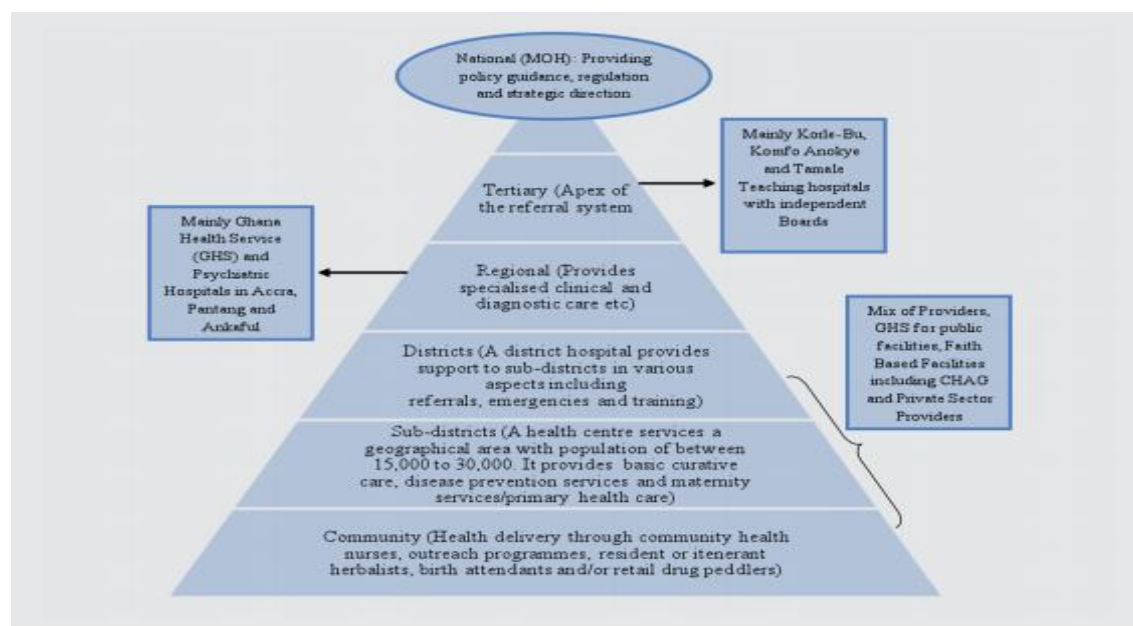 National (MOH): Providing
policy guidance, regulation
and strategic direction
Mainly Korle-Bu,
Komfo Anokye
and Tamale
Teaching hospitals
with independent
Boards
Tertiary (Apex of
the referral system
Mainly Ghana
Health Service
(GHS) and
Psychiatric
Hospitals in Accra,
Pantang and
Ankaful
Regional (Provides
specialised clinical and
diagnostic care etc)
Mix of Providers,
GHS for public
facilities, Faith
Based Facilities
including CHAG
and Private Sector
Providers
Districts (A district hospital provides
support to sub-districts in various
aspects including
referrals, emergencies and training)
Sub-districts (A health centre services a
geographical area with population of between
15,000 to 30,000. It provides basic curative
care, disease prevention services and maternity
services/primary health care)
Community (Health delivery through community health
nurses, outreach programmes, resident or itenerant
herbalists, birth attendants and/or retail drug peddlers)